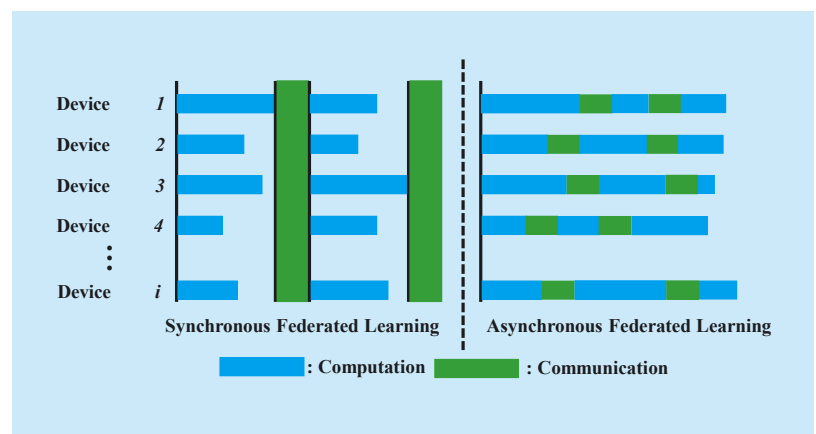 Device 1
Device 2
Device 3
Device 4
Device i
Synchronous Federated Learning
Asynchronous Federated Learning
: Computation
: Communication